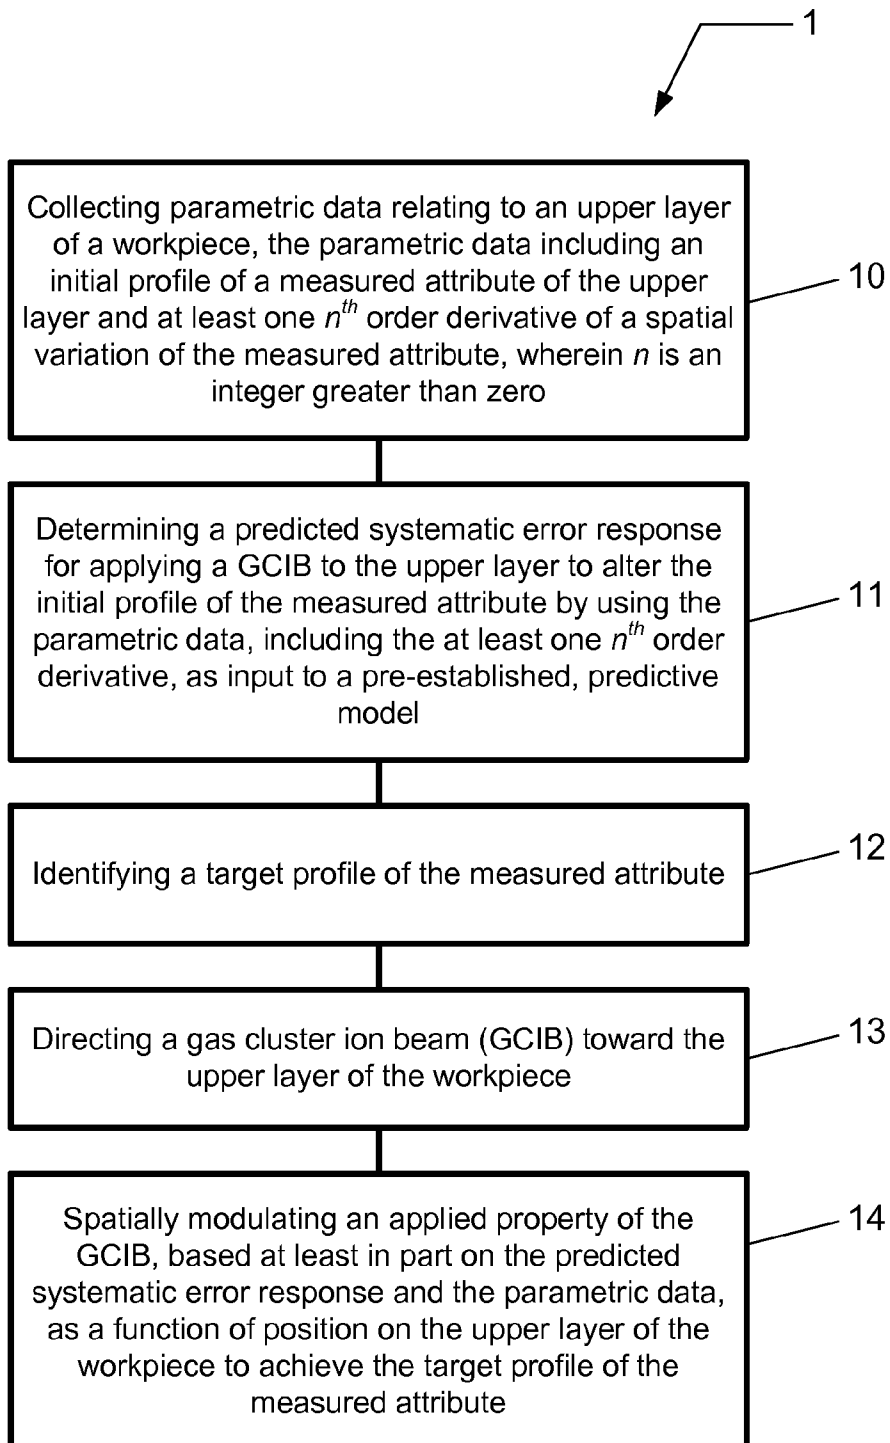 1
Collecting parametric data relating to an upper layer
of a workpiece, the parametric data including an
initial profile of a measured attribute of the upper
layer and at least one nth order derivative of a spatial
variation of the measured attribute, wherein n is an
integer greater than zero
10
Determining a predicted systematic error response
for applying a GCIB to the upper layer to alter the
initial profile of the measured attribute by using the
parametric data, including the at least one nth order
derivative, as input to a pre-established, predictive
model
11
Identifying a target profile of the measured attribute
12
Directing a gas cluster ion beam (GCIB) toward the
upper layer of the workpiece
13
Spatially modulating an applied property of the
GCIB, based at least in part on the predicted
systematic error response and the parametric data,
as a function of position on the upper layer of the
workpiece to achieve the target profile of the
measured attribute
14